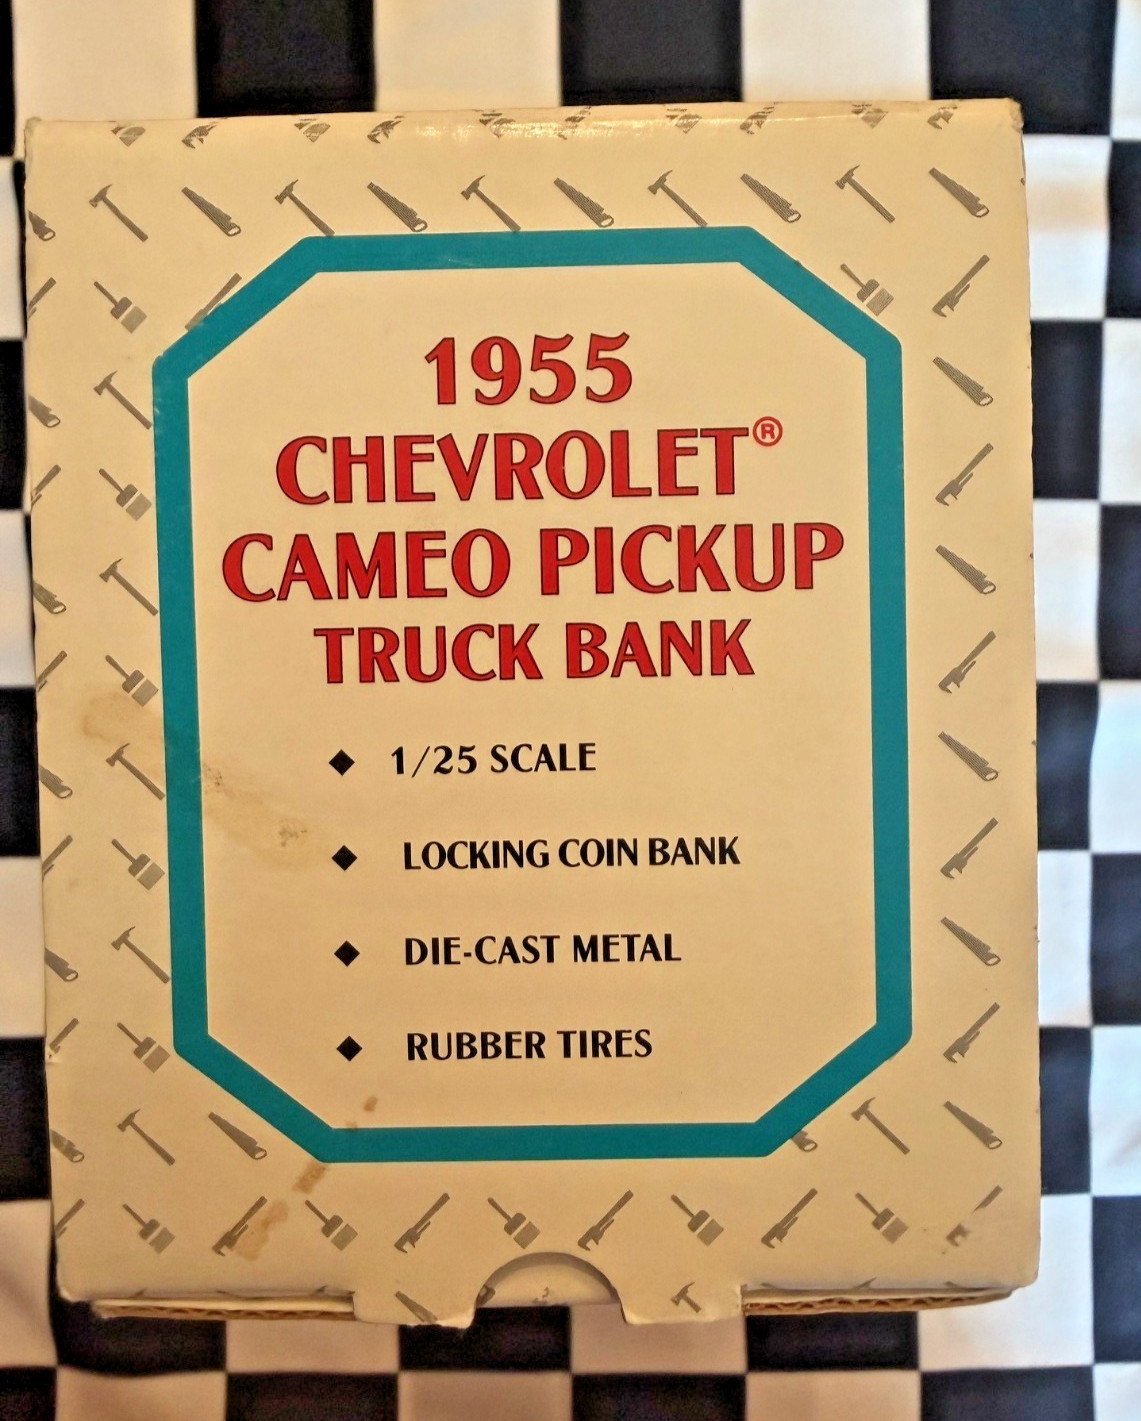 1955
CHEVROLET®
CAMEO PICKUP
TRUCK BANK
◆ 1/25 SCALE
◆ LOCKING COIN BANK
◆ DIE-CAST METAL
◆ RUBBER TIRES